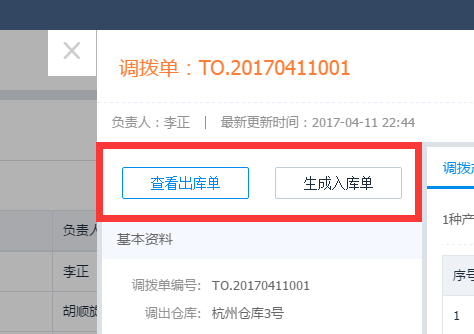 调拨单：TO.20170411001
负责人：李正 ｜ 最新更新时间：2017-04-11 22:44
查看出库单 生成入库单
调拨产
1种产
基本资料
负责人
序号
李正
调拨单编号: TO.20170411001
胡顺旗
调出仓库: 杭州仓库3号
1